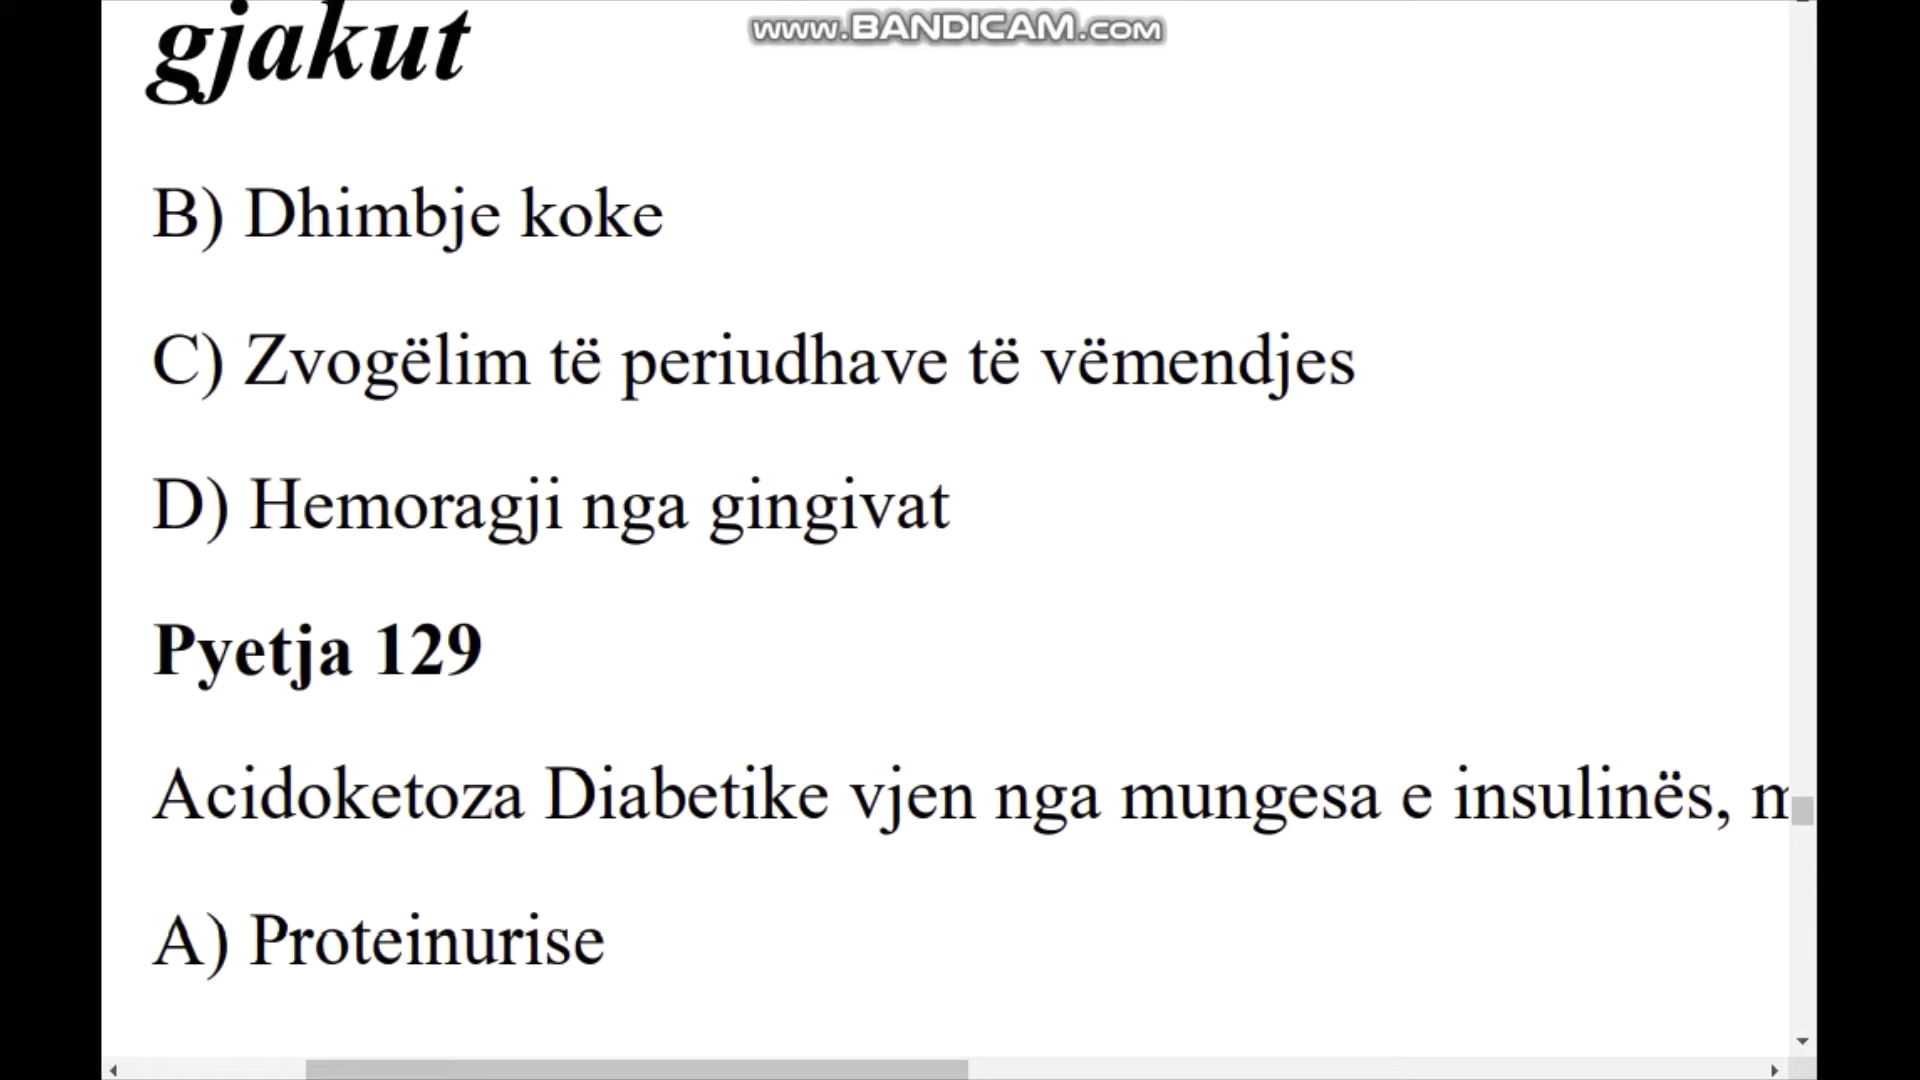 www.BANDICAM.com
gjakut
B) Dhimbje koke
C) Zvogëlim të periudhave të vëmendjes
D) Hemoragji nga gingivat
Pyetja 129
Acidoketoza Diabetike vjen nga mungesa e insulinës,
A) Proteinurise